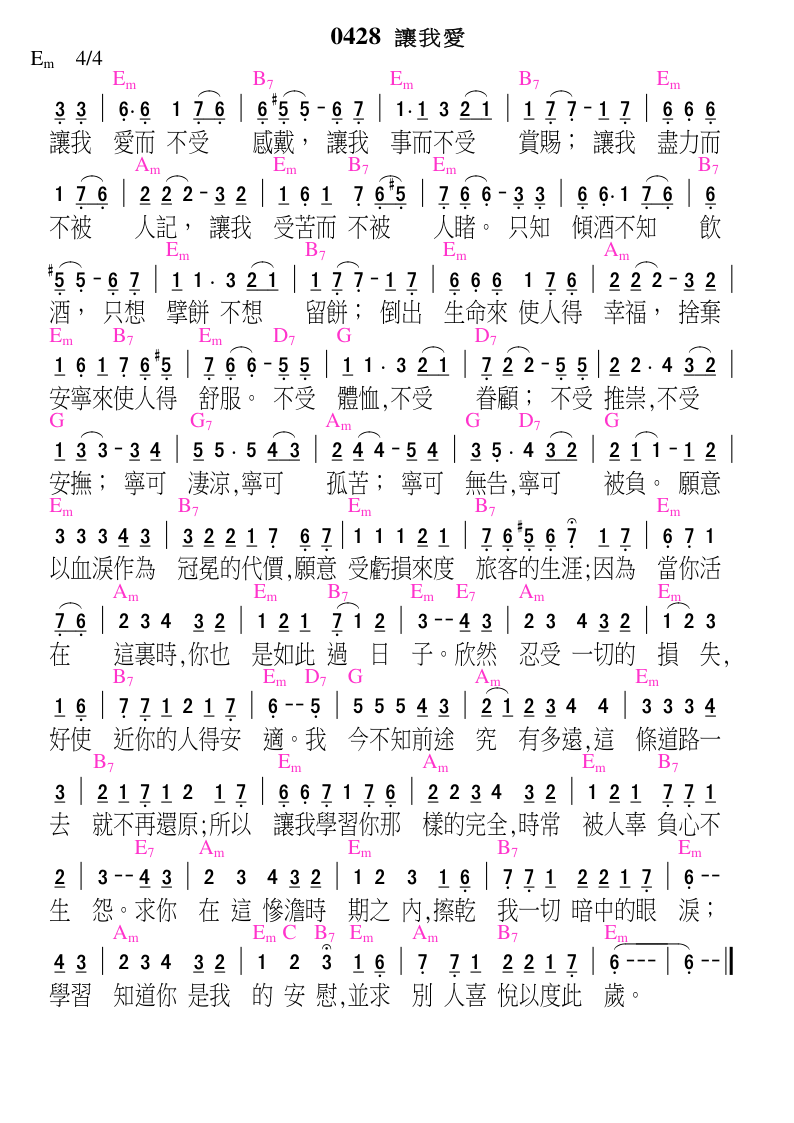 0428 讓我愛
Em 4/4
Em B7 Em B7 Em
3 3 | 6. 6 1 7 6 | 6 #5 5 - 6 7 | 1. 1 3 2 1 | 1 7 7 - 1 7 | 6 6 6
讓我 愛而 不受 感戴， 讓我 事而不受 賞賜； 讓我 盡力而
Am Em B7 Em B7
1 7 6 | 2 2 2 - 3 2 | 1 6 1 7 6 #5 | 7 6 6 - 3 3 | 6 6. 1 7 6 | 6
不被 人記， 讓我 受苦而 不被 人睹。 只知 傾酒不知 飲
Em B7 Em Am
#5 5 - 6 7 | 1 1 . 3 2 1 | 1 7 7 - 1 7 | 6 6 6 1 7 6 | 2 2 2 - 3 2 |
酒， 只想 擘餅 不想 留餅； 倒出 生命來 使人得 幸福， 捨棄
Em B7 Em D7 G D7
1 6 1 7 6 #5 | 7 6 6 - 5 5 | 1 1 . 3 2 1 | 7 2 2 - 5 5 | 2 2 . 4 3 2 |
安寧來使人得 舒服。 不受 體恤,不受 眷顧； 不受 推崇,不受
G G7 Am G D7 G
1 3 3 - 3 4 | 5 5 . 5 4 3 | 2 4 4 - 5 4 | 3 5 . 4 3 2 | 2 1 1 - 1 2 |
安撫； 寧可 淒涼,寧可 孤苦； 寧可 無告,寧可 被負。 願意
Em B7 Em B7 Em
3 3 3 4 3 | 3 2 2 1 7 6 7 | 1 1 1 2 1 | 7 6 #5 6 7 1 7 | 6 7 1
以血淚作為 冠冕的代價,願意 受虧損來度 旅客的生涯;因為 當你活
Am Em B7 Em E7 Am Em
7 6 | 2 3 4 3 2 | 1 2 1 7 1 2 | 3 - - 4 3 | 2 3 4 3 2 | 1 2 3
在 這裏時,你也 是如此 過 日 子。欣然 忍受 一切的 損 失,
B7 Em D7 G Am Em
1 6 | 7 7 1 2 1 7 | 6 - - 5 | 5 5 5 4 3 | 2 1 2 3 4 4 | 3 3 3 4
好使 近你的人得安 適。我 今不知前途 究 有多遠,這 條道路一
B7 Em Am Em B7
3 | 2 1 7 1 2 1 7 | 6 6 7 1 7 6 | 2 2 3 4 3 2 | 1 2 1 7 7 1
去 就不再還原;所以 讓我學習你那 樣的完全,時常 被人辜 負心不
E7 Am Em B7 Em
2 | 3 - - 4 3 | 2 3 4 3 2 | 1 2 3 1 6 | 7 7 1 2 2 1 7 | 6 - -
生 怨。求你 在 這 慘澹時 期之 內,擦乾 我一切 暗中的眼 淚；
Am Em C B7 Em Am B7 Em
4 3 | 2 3 4 3 2 | 1 2 3 1 6 | 7 7 1 2 2 1 7 | 6 - - - | 6 - - ‖
學習 知道你 是我 的 安 慰,並求 別 人喜 悅以度此 歲。